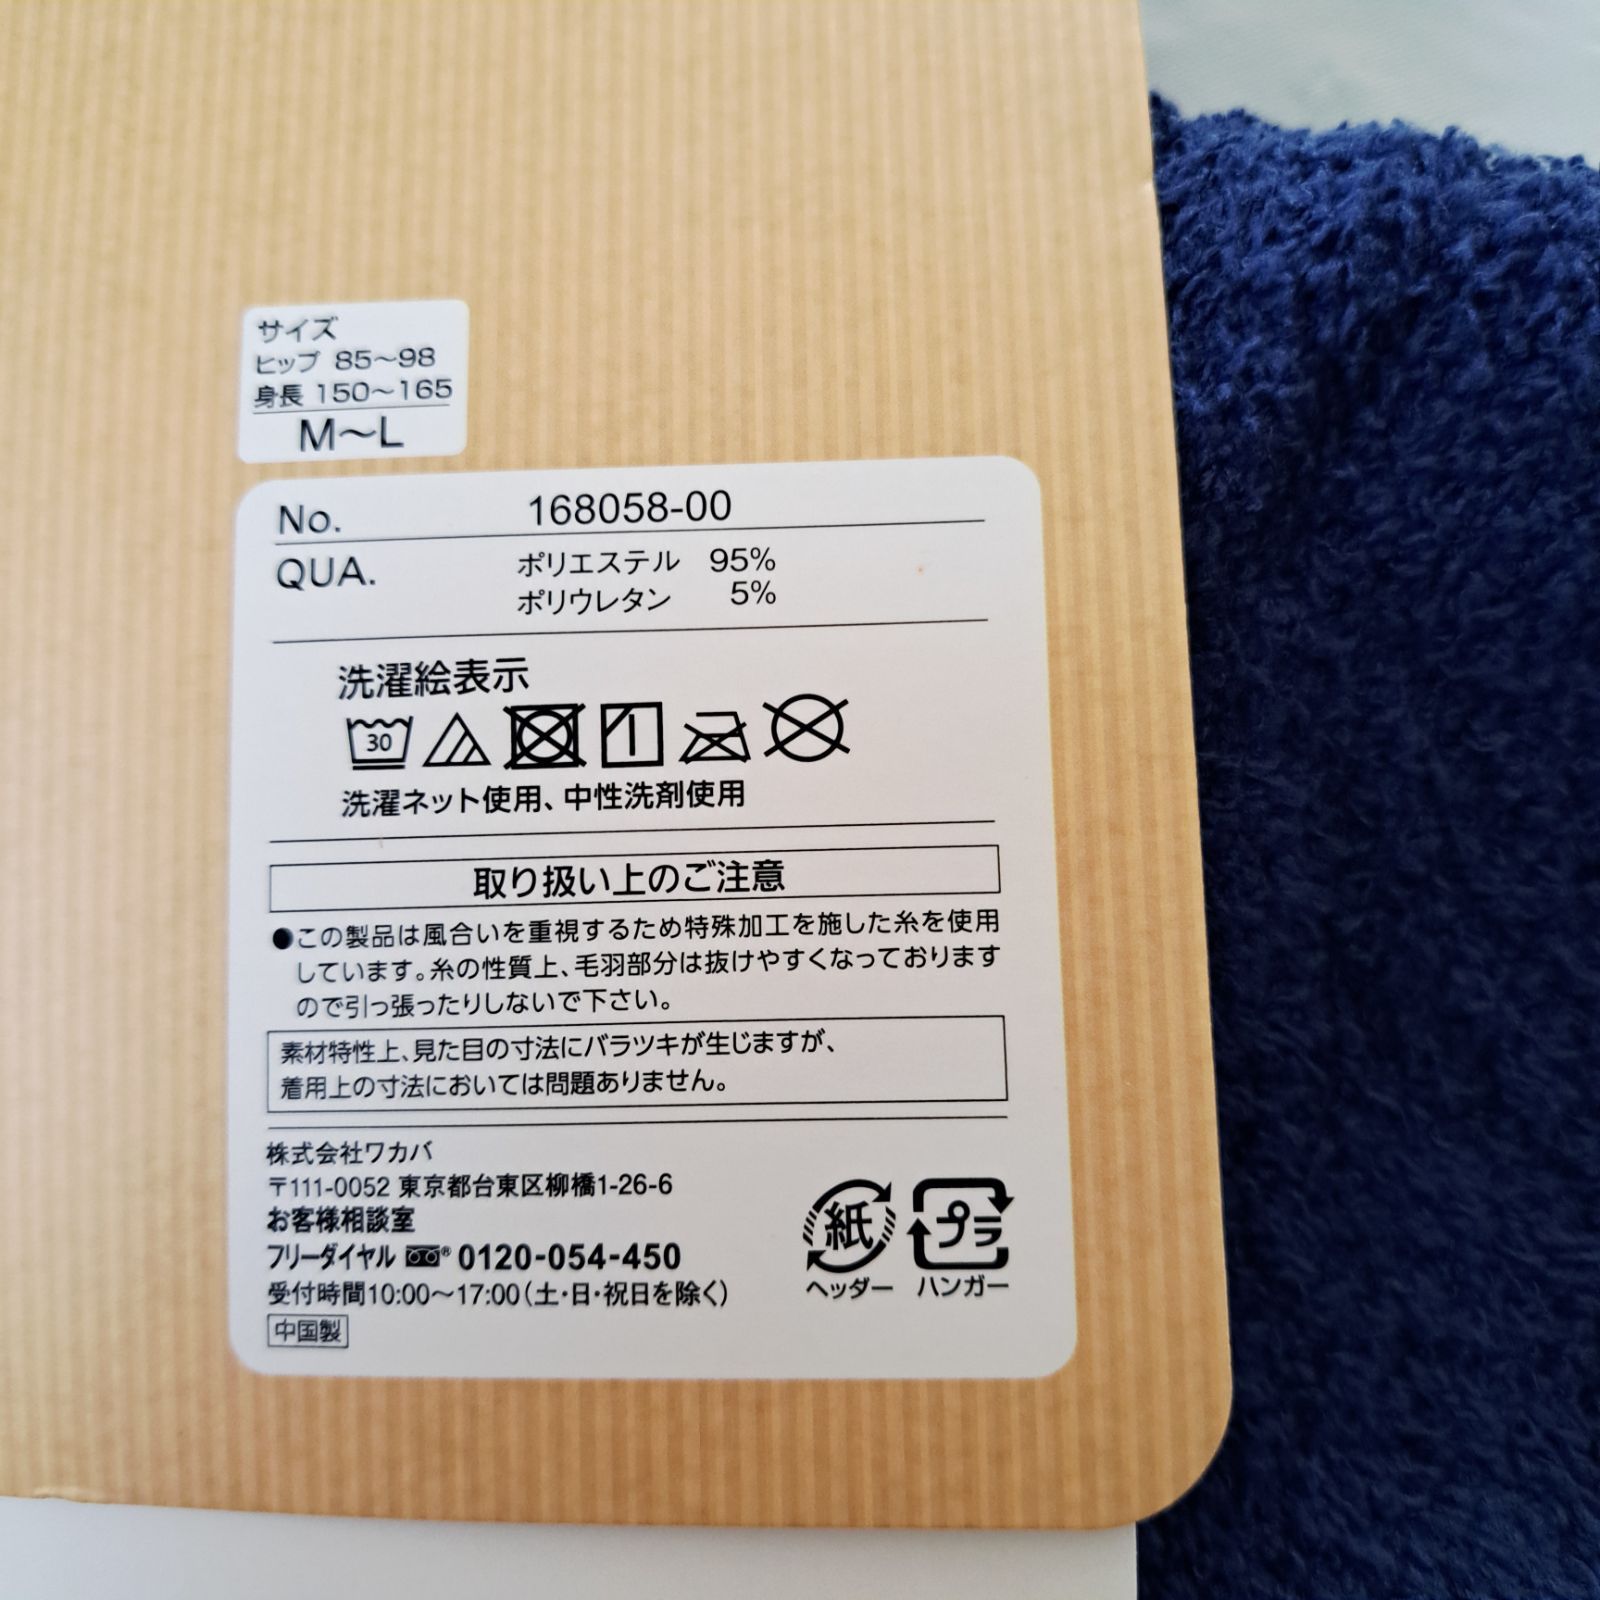 サイズ
ヒップ 85〜98
身長 150〜165
M〜L
No. 168058-00
QUA. ポリエステル 95%
ポリウレタン 5%
洗濯絵表示
30
洗濯ネット使用、中性洗剤使用
取り扱い上のご注意
●この製品は風合いを重視するため特殊加工を施した糸を使用
しています。糸の性質上、毛羽部分は抜けやすくなっております
ので引っ張ったりしないで下さい。
素材特性上、見た目の寸法にバラツキが生じますが、
着用上の寸法においては問題ありません。
株式会社ワカバ
〒111-0052 東京都台東区柳橋1-26-6
お客様相談室
フリーダイヤル ® 0120-054-450
受付時間10:00〜17:00（土・日・祝日を除く）
中国製
紙 プラ
ヘッダー ハンガー